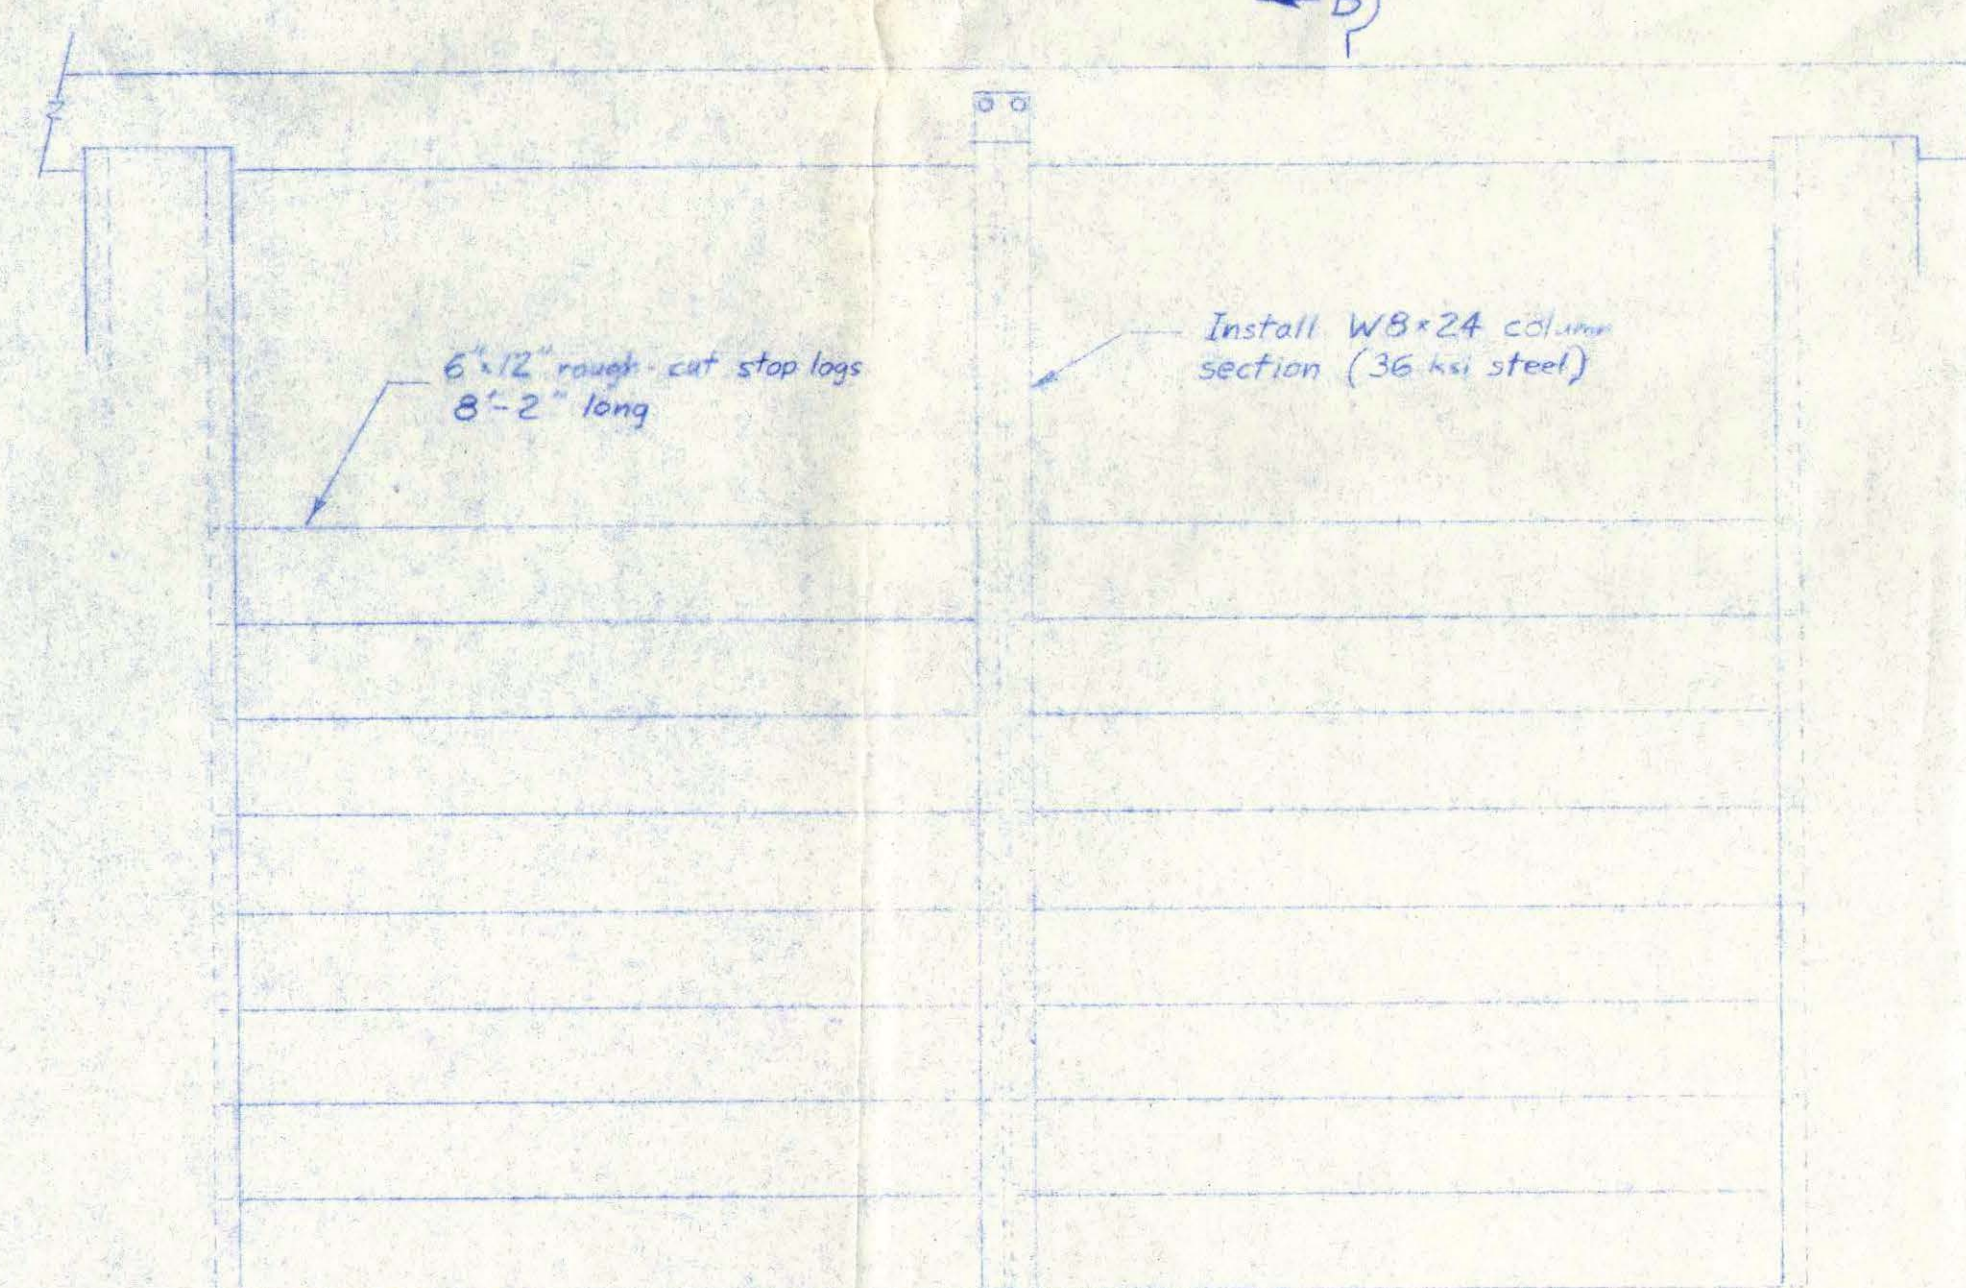 B
6"x12" rough-cut stop logs
8'-2" long
Install W8x24 column
section (36 ksi steel)